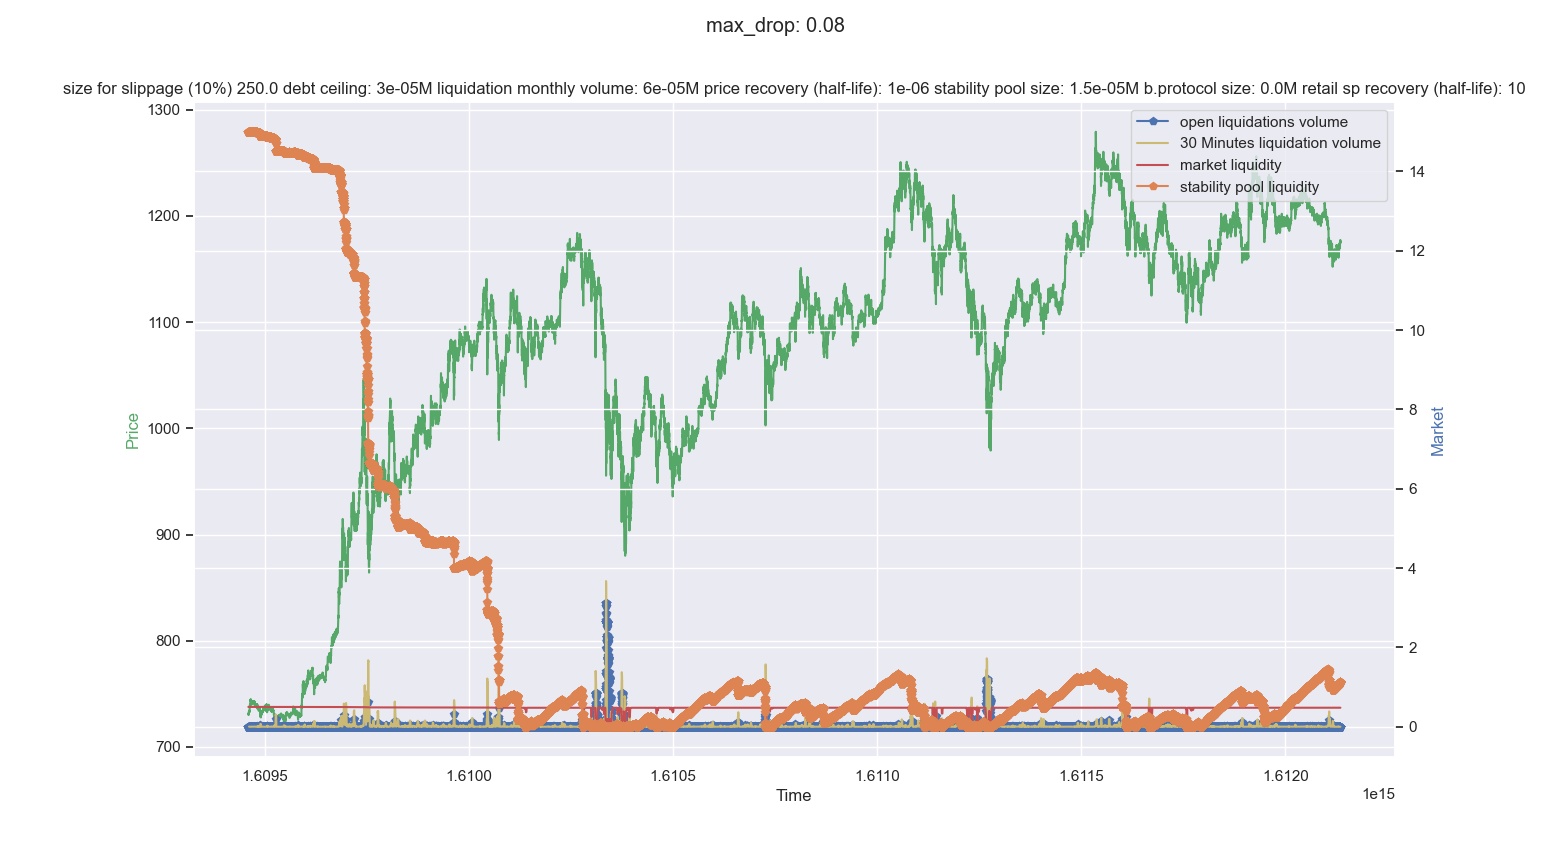 max_drop: 0.08
size for slippage (10%) 250.0 debt ceiling: 3e-05M liquidation monthly volume: 6e-05M price recovery (half-life): 1e-06 stability pool size: 1.5e-05M b.protocol size: 0.0M retail sp recovery (half-life): 10
open liquidations volume
30 Minutes liquidation volume
market liquidity
stability pool liquidity
1300
1200
1100
1000
900
800
700
Price
14
12
10
8
6
4
2
0
Market
1.6095 1.6100 1.6105 1.6110 1.6115 1.6120
Time
1e15